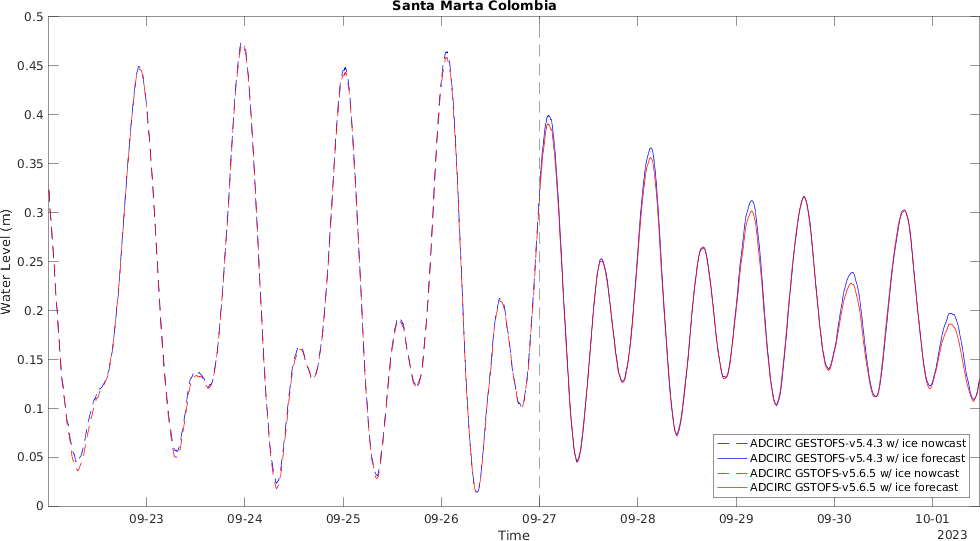 Santa Marta Colombia
0.5
0.45
0.4
0.35
0.3
0.25
0.2
0.15
0.1
0.05
0
Water Level (m)
09-23 09-24 09-25 09-26 09-27 09-28 09-29 09-30 10-01
Time
2023
ADCIRC GESTOFS-v5.4.3 w/ ice nowcast
ADCIRC GESTOFS-v5.4.3 w/ ice forecast
ADCIRC GSTOFS-v5.6.5 w/ ice nowcast
ADCIRC GSTOFS-v5.6.5 w/ ice forecast